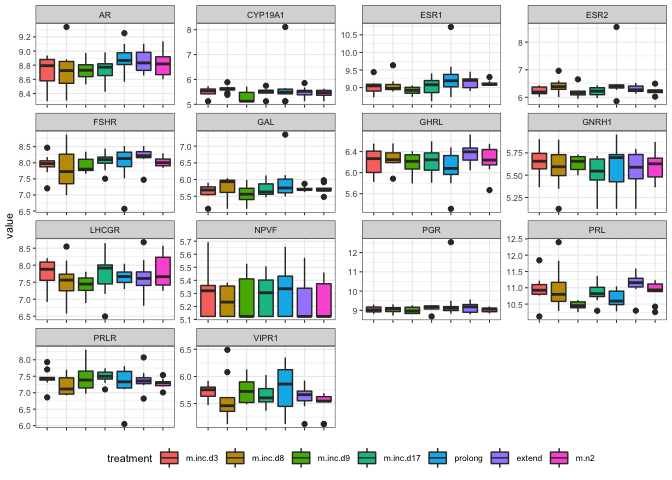 AR CYP19A1 ESR1 ESR2
9.2 9.0 8.8 8.6 8.4
8 7 6 5
10.5 10.0 9.5 9.0
8 7 6
FSHR GAL GHRL GNRH1
8.5 8.0 7.5 7.0 6.5
7.0 6.5 6.0 5.5
6.4 6.0 5.6
5.75 5.50 5.25
value
LHCGR NPVF PGR PRL
8.5 8.0 7.5 7.0 6.5
5.7 5.6 5.5 5.4 5.3 5.2 5.1
12 11 10 9
12.5 12.0 11.5 11.0 10.5 10.0
PRLR VIPR1
8.0 7.5 7.0 6.5 6.0
6.5 6.0 5.5
treatment m.inc.d3 m.inc.d8 m.inc.d9 m.inc.d17 prolong extend m.n2